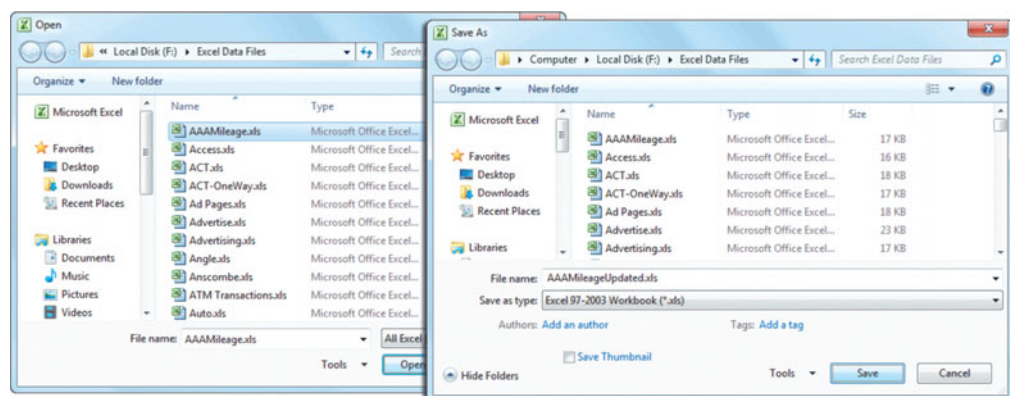 Open
« Local Disk (F:) ▸ Excel Data Files
Search
Organize ▾ New folder
Microsoft Excel
Favorites
Desktop
Downloads
Recent Places
Libraries
Documents
Music
Pictures
Videos
Name Type
AAAMileage.xls Microsoft Office Excel...
Access.xls Microsoft Office Excel...
ACT.xls Microsoft Office Excel...
ACT-OneWay.xls Microsoft Office Excel...
Ad Pages.xls Microsoft Office Excel...
Advertise.xls Microsoft Office Excel...
Advertising.xls Microsoft Office Excel...
Angle.xls Microsoft Office Excel...
Anscombe.xls Microsoft Office Excel...
ATM Transactions.xls Microsoft Office Excel...
Auto.xls Microsoft Office Excel...
File name: AAAMileage.xls All Excel
Tools Open
Save As
▸ Computer ▸ Local Disk (F:) ▸ Excel Data Files
Search Excel Data Files
Organize ▾ New folder
Microsoft Excel
Favorites
Desktop
Downloads
Recent Places
Libraries
Name Type Size
AAAMileage.xls Microsoft Office Excel... 17 KB
Access.xls Microsoft Office Excel... 16 KB
ACT.xls Microsoft Office Excel... 18 KB
ACT-OneWay.xls Microsoft Office Excel... 17 KB
Ad Pages.xls Microsoft Office Excel... 18 KB
Advertise.xls Microsoft Office Excel... 23 KB
Advertising.xls Microsoft Office Excel... 17 KB
File name: AAAMileageUpdated.xls
Save as type: Excel 97-2003 Workbook (*.xls)
Authors: Add an author Tags: Add a tag
Save Thumbnail
Hide Folders Tools Save Cancel